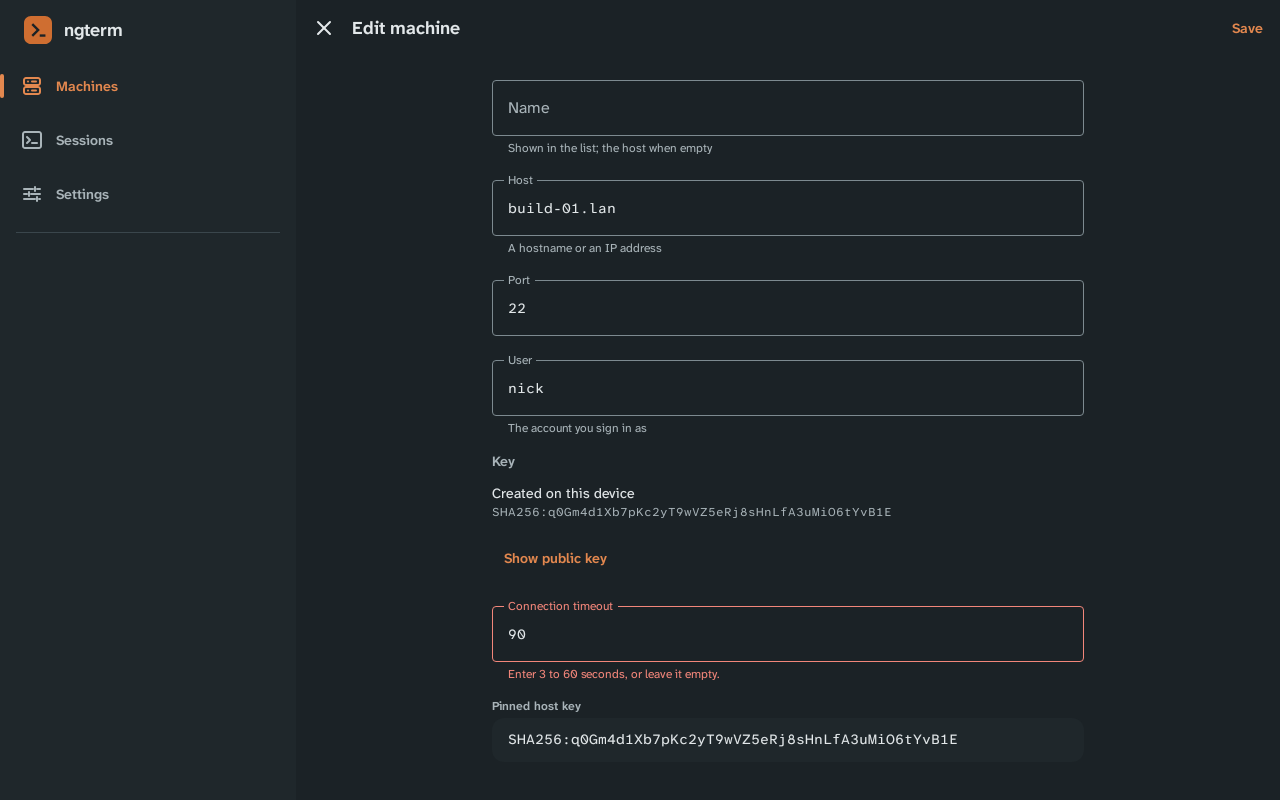 ngterm
Edit machine
Save
Machines
Sessions
Settings
Name
Shown in the list; the host when empty
Host
build-01.lan
A hostname or an IP address
Port
22
User
nick
The account you sign in as
Key
Created on this device
SHA256:q0Gm4d1Xb7pKc2yT9wVZ5eRj8sHnLfA3uMiO6tYvB1E
Show public key
Connection timeout
90
Enter 3 to 60 seconds, or leave it empty.
Pinned host key
SHA256:q0Gm4d1Xb7pKc2yT9wVZ5eRj8sHnLfA3uMiO6tYvB1E